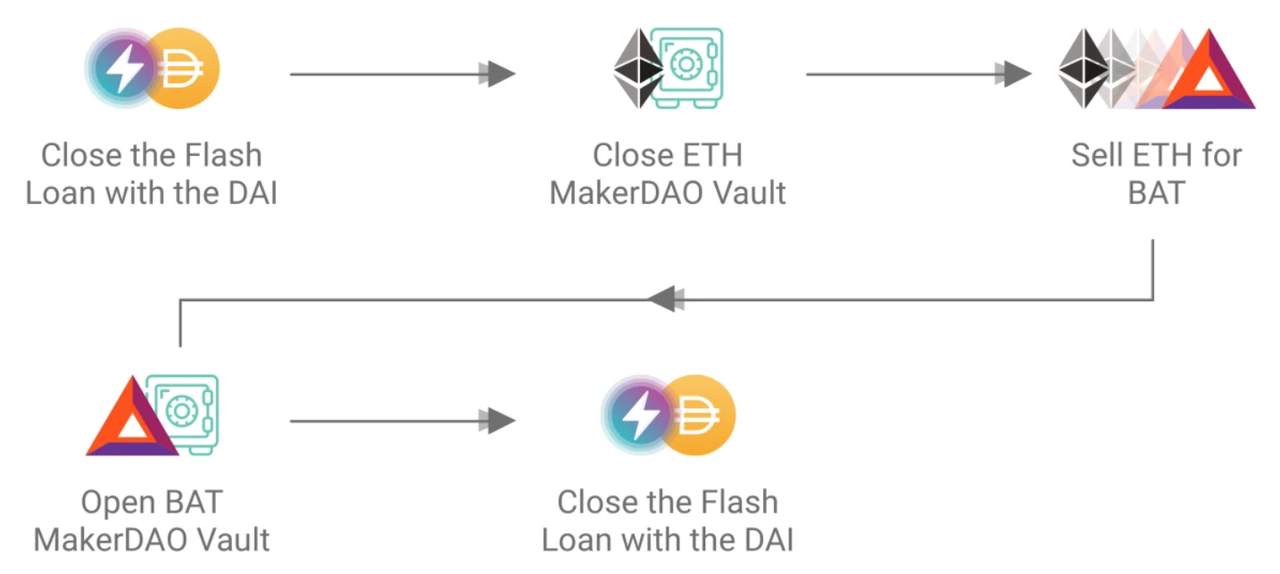 Close the Flash
Loan with the DAI
Close ETH
MakerDAO Vault
Sell ETH for
BAT
Open BAT
MakerDAO Vault
Close the Flash
Loan with the DAI